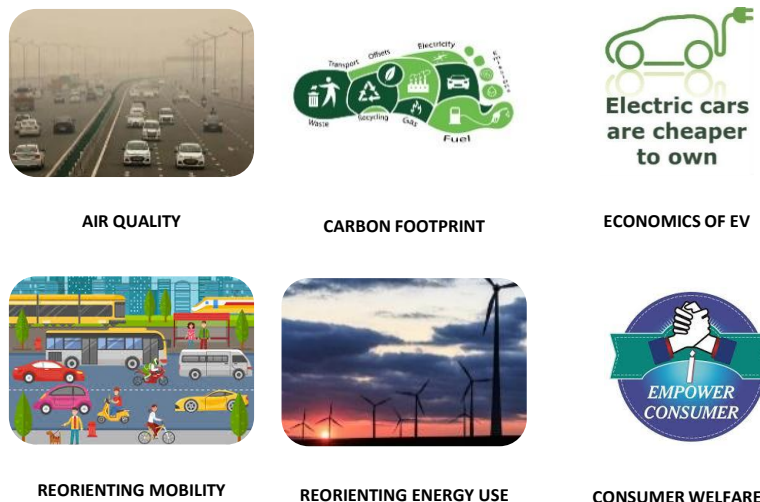 Transport
Offsets
Electricity
Waste
Recycling
Gas
Fuel
Electric cars
are cheaper
to own
AIR QUALITY
CARBON FOOTPRINT
ECONOMICS OF EV
EMPOWER
CONSUMER
REORIENTING MOBILITY
REORIENTING ENERGY USE
CONSUMER WELFARE